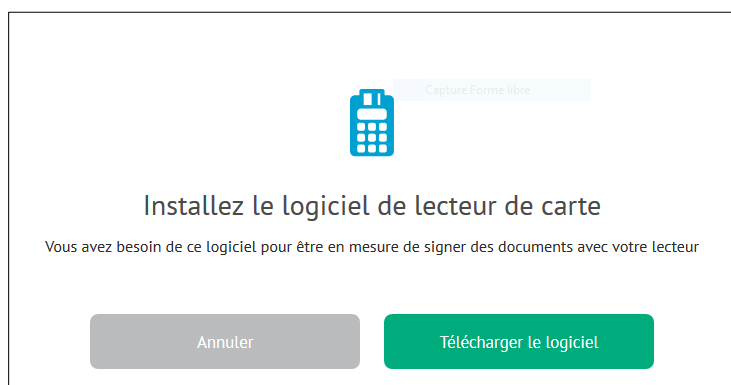 Capture Forme libre
Installez le logiciel de lecteur de carte
Vous avez besoin de ce logiciel pour être en mesure de signer des documents avec votre lecteur
Annuler
Télécharger le logiciel